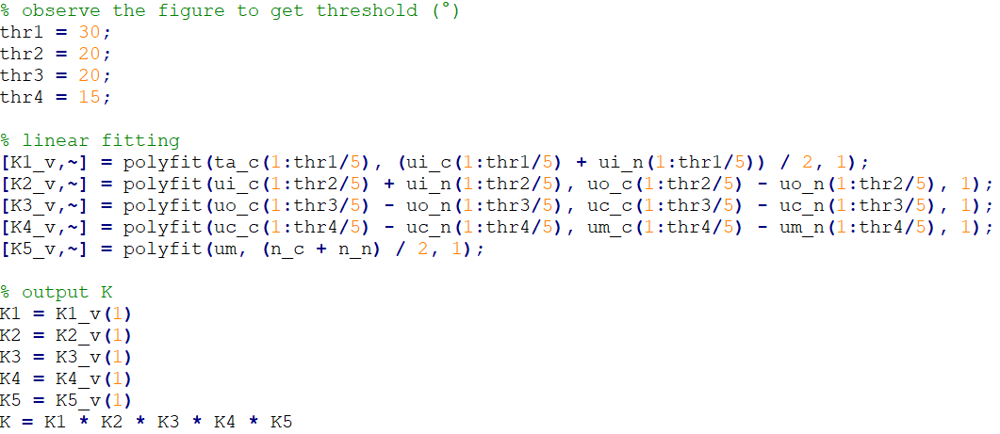 % observe the figure to get threshold (°)
thr1 = 30;
thr2 = 20;
thr3 = 20;
thr4 = 15;
% linear fitting
[K1_v,~] = polyfit(ta_c(1:thr1/5), (ui_c(1:thr1/5) + ui_n(1:thr1/5)) / 2, 1);
[K2_v,~] = polyfit(ui_c(1:thr2/5) + ui_n(1:thr2/5), uo_c(1:thr2/5) - uo_n(1:thr2/5), 1);
[K3_v,~] = polyfit(uo_c(1:thr3/5) - uo_n(1:thr3/5), uc_c(1:thr3/5) - uc_n(1:thr3/5), 1);
[K4_v,~] = polyfit(uc_c(1:thr4/5) - uc_n(1:thr4/5), um_c(1:thr4/5) - um_n(1:thr4/5), 1);
[K5_v,~] = polyfit(um, (n_c + n_n) / 2, 1);
% output K
K1 = K1_v(1)
K2 = K2_v(1)
K3 = K3_v(1)
K4 = K4_v(1)
K5 = K5_v(1)
K = K1 * K2 * K3 * K4 * K5